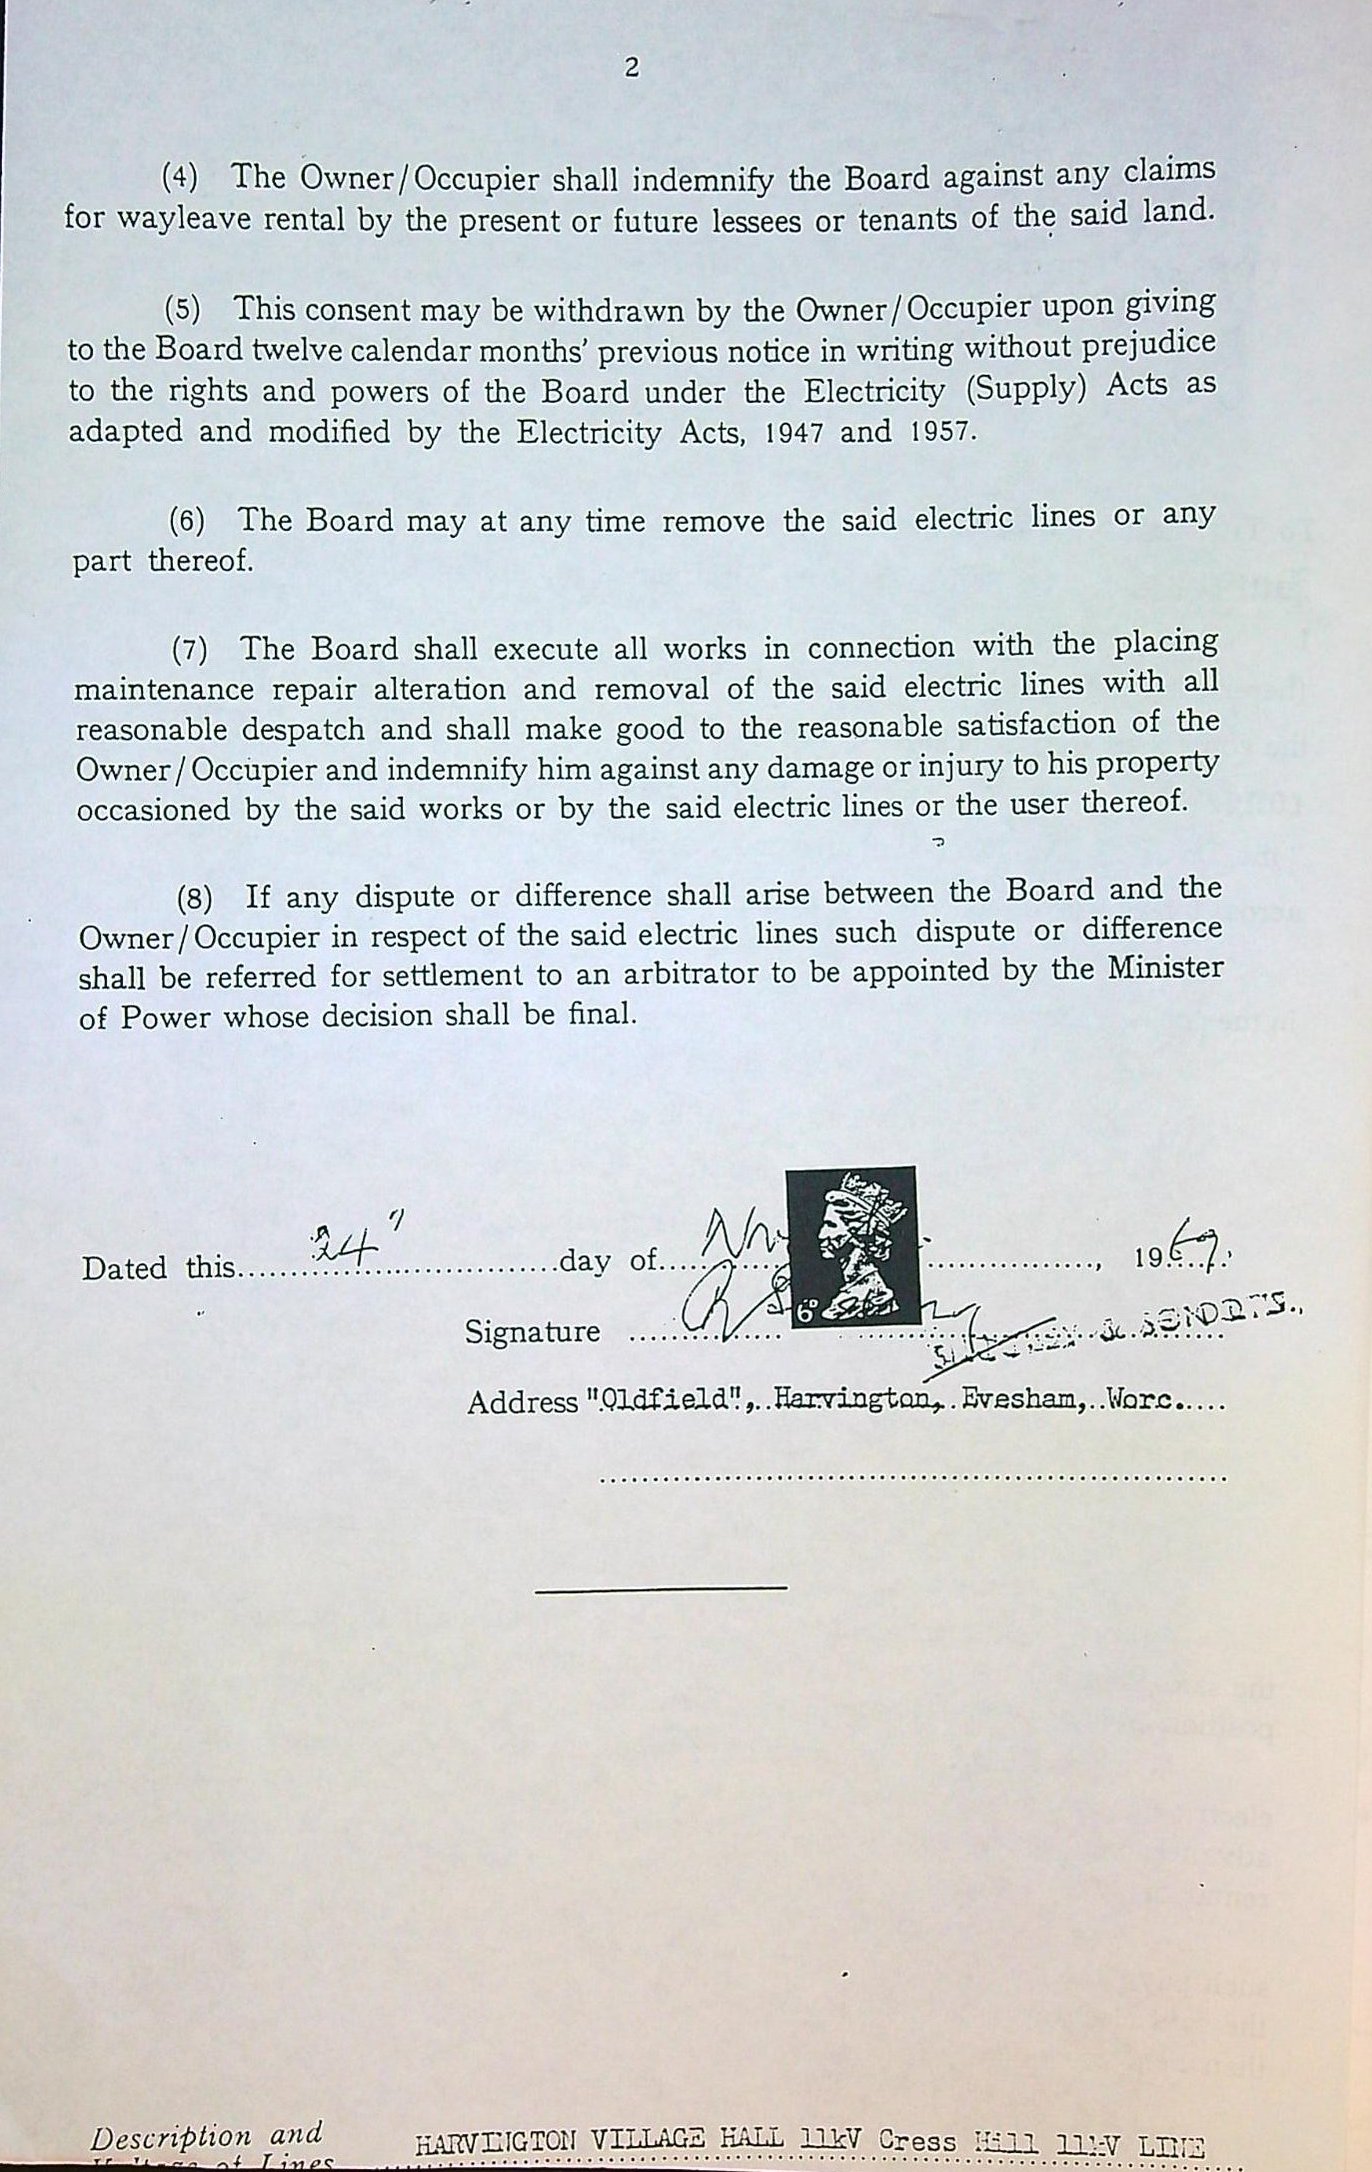 2
(4) The Owner/Occupier shall indemnify the Board against any claims
for wayleave rental by the present or future lessees or tenants of the said land.
(5) This consent may be withdrawn by the Owner/Occupier upon giving
to the Board twelve calendar months' previous notice in writing without prejudice
to the rights and powers of the Board under the Electricity (Supply) Acts as
adapted and modified by the Electricity Acts, 1947 and 1957.
(6) The Board may at any time remove the said electric lines or any
part thereof.
(7) The Board shall execute all works in connection with the placing
maintenance repair alteration and removal of the said electric lines with all
reasonable despatch and shall make good to the reasonable satisfaction of the
Owner/Occupier and indemnify him against any damage or injury to his property
occasioned by the said works or by the said electric lines or the user thereof.
(8) If any dispute or difference shall arise between the Board and the
Owner/Occupier in respect of the said electric lines such dispute or difference
shall be referred for settlement to an arbitrator to be appointed by the Minister
of Power whose decision shall be final.
Dated this 24 day of , 1967.
6D
Signature
Address "Oldfield", Harvington, Evesham, Worc.
Description and HARVINGTON VILLAGE HALL 11kV Cress Hill 11kV LINE
of Lines